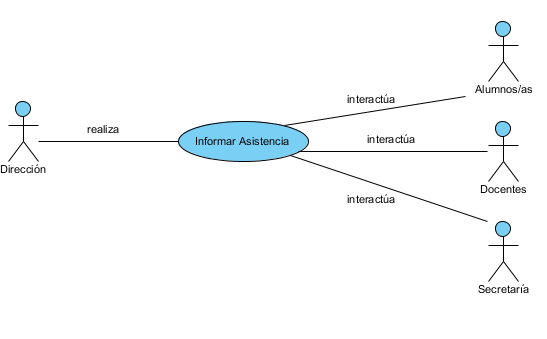 Alumnos/as
interactúa
realiza
Informar Asistencia
interactúa
Dirección
Docentes
interactúa
Secretaría